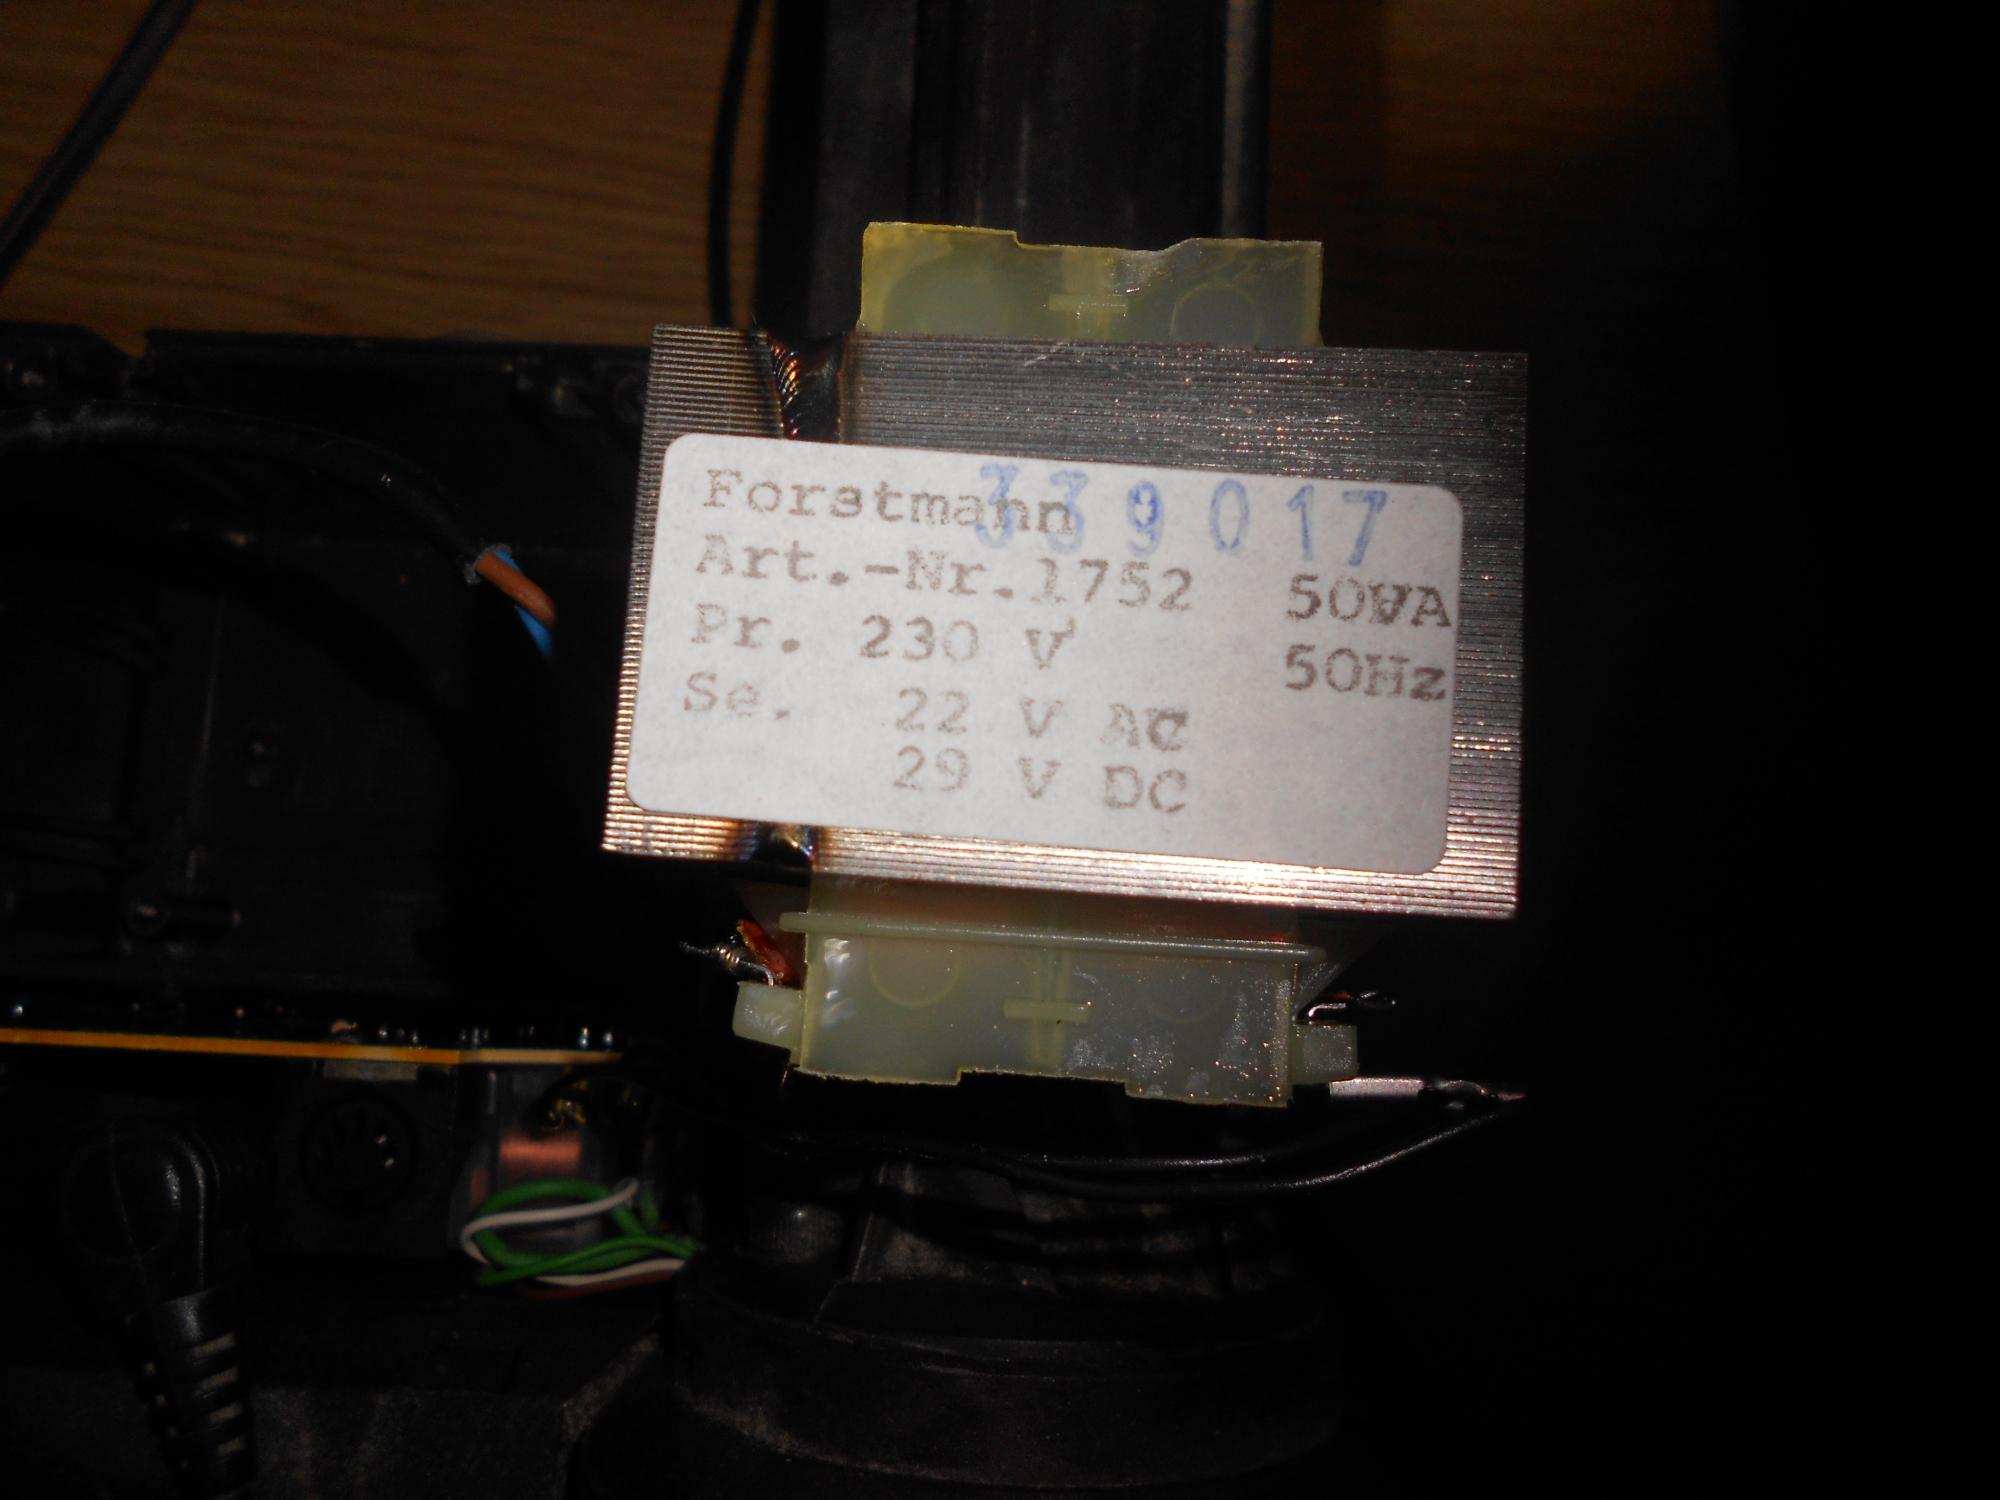 Forstmann
339017
Art.-Nr.1752 50VA
Pr. 230 V 50Hz
Se. 22 V AC
29 V DC